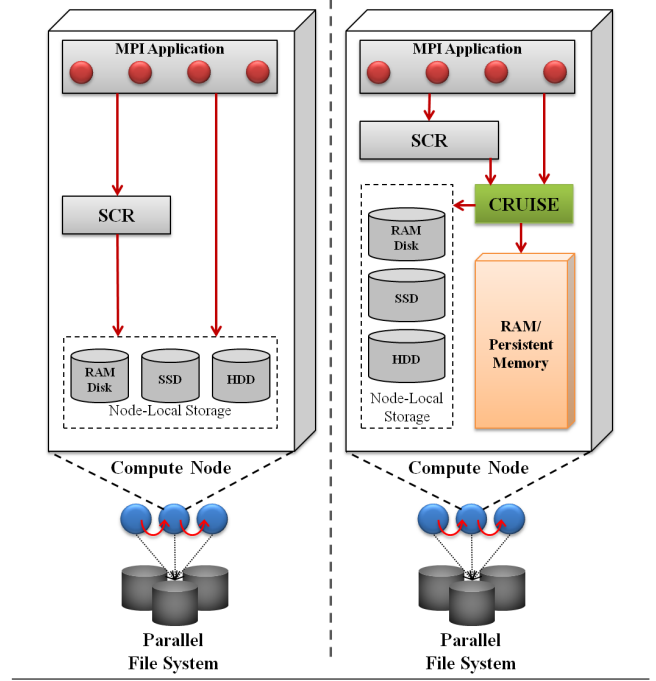 MPI Application
SCR
RAM
Disk
SSD
HDD
Node-Local Storage
Compute Node
Parallel
File System
MPI Application
SCR
CRUISE
RAM
Disk
SSD
HDD
Node-Local
Storage
RAM/
Persistent
Memory
Compute Node
Parallel
File System